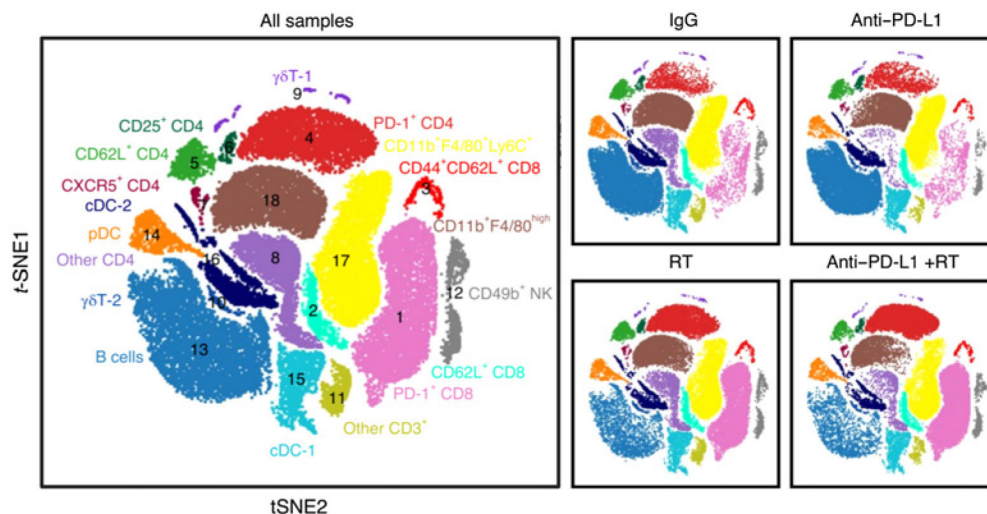 All samples
IgG
Anti–PD-L1
γδT-1
9
CD25⁺ CD4
6
4
PD-1⁺ CD4
CD62L⁺ CD4
5
CD11b⁺F4/80⁺Ly6C⁺
CD44⁺CD62L⁺ CD8
3
CXCR5⁺ CD4
7
18
cDC-2
CD11b⁺F4/80ʰⁱᵍʰ
pDC
14
Other CD4
16
8
17
t-SNE1
12 CD49b⁺ NK
γδT-2
10
2
1
RT
Anti–PD-L1 +RT
B cells
13
15
CD62L⁺ CD8
11
PD-1⁺ CD8
Other CD3⁺
cDC-1
tSNE2